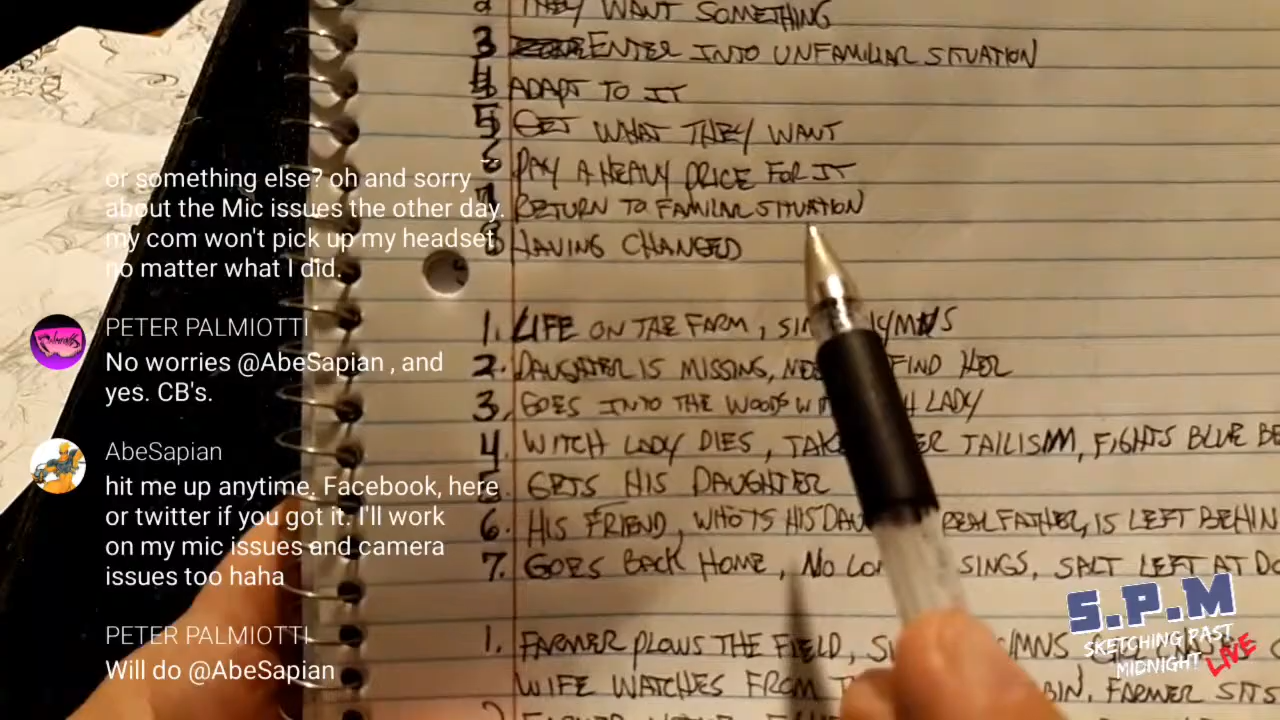 THEY WANT SOMETHING
3 ENTER INTO UNFAMILIAR SITUATION
4 ADAPT TO IT
5 GET WHAT THEY WANT
6 PAY A HEAVY PRICE FOR IT
7 RETURN TO FAMILAR SITUATION
8 HAVING CHANGED
1. LIFE ON THE FARM,
2. DAUGHTER IS MISSING, FIND HER
3. GOES INTO THE WOODS LADY
4 WITCH LADY DIES, TAILISM, FIGHTS BLUE
5 GETS HIS DAUGHTER
6. HIS FRIEND, WHO'S HIS REAL FATHER, IS LEFT
7. GOES BACK HOME, NO SINGS, SALT LEFT AT
1. FARMER PLOWS THE FIELD,
WIFE WATCHES FROM FARMER SITS
or something else? oh and sorry
about the Mic issues the other day.
my com won't pick up my headset
no matter what I did.
PETER PALMIOTTI
No worries @AbeSapian , and
yes. CB's.
AbeSapian
hit me up anytime. Facebook, here
or twitter if you got it. I'll work
on my mic issues and camera
issues too haha
PETER PALMIOTTI
Will do @AbeSapian
S.P.M
SKETCHING PAST
MIDNIGHT LIVE